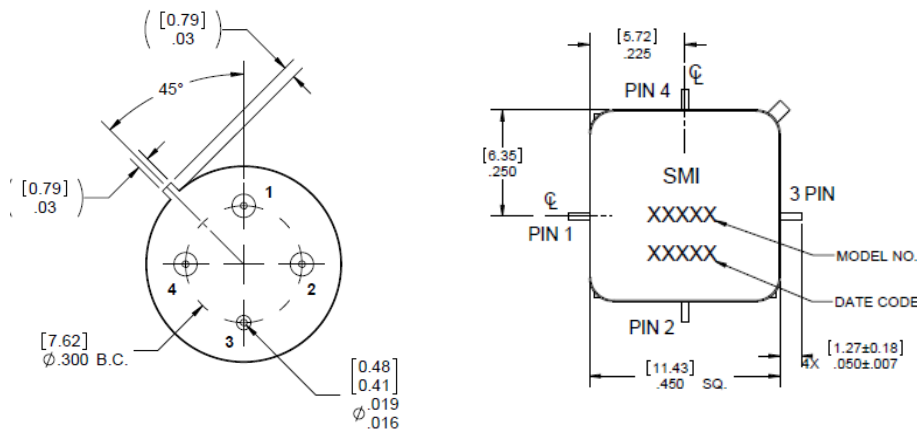 [0.79]
.03
45°
[0.79]
.03
1
4
2
3
[7.62]
Ø.300 B.C.
[0.48]
[0.41]
Ø.019
.016
[5.72]
.225
℄
PIN 4
[6.35]
.250
SMI
℄
3 PIN
XXXXX
PIN 1
MODEL NO.
XXXXX
DATE CODE
PIN 2
[11.43]
.450 SQ.
[1.27±0.18]
4X .050±.007